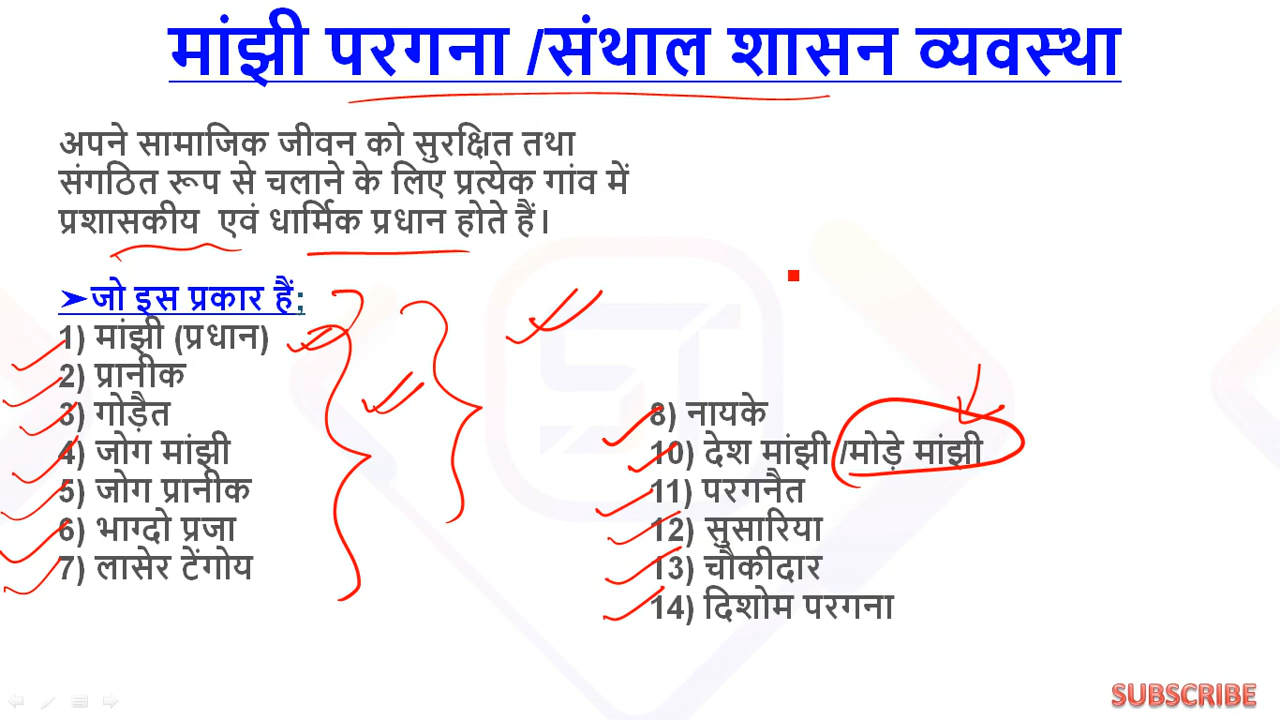 मांझी परगना /संथाल शासन व्यवस्था
अपने सामाजिक जीवन को सुरक्षित तथा
संगठित रूप से चलाने के लिए प्रत्येक गांव में
प्रशासकीय एवं धार्मिक प्रधान होते हैं।
➤जो इस प्रकार हैं;
1) मांझी (प्रधान)
2) प्रानीक
3) गोड़ैत
4) जोग मांझी
5) जोग प्रानीक
6) भाग्दो प्रजा
7) लासेर टेंगोय
8) नायके
10) देश मांझी /मोड़े मांझी
11) परगनैत
12) सुसारिया
13) चौकीदार
14) दिशोम परगना
SUBSCRIBE